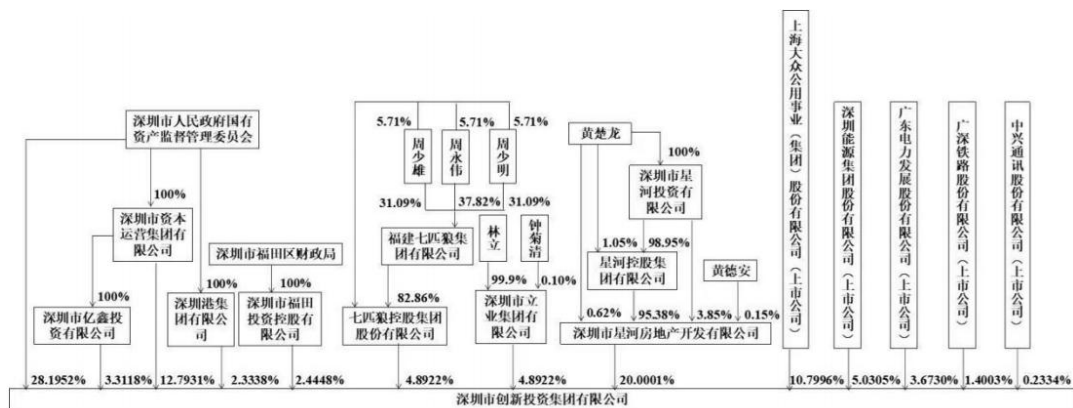 深圳市人民政府国有
资产监督管理委员会
100%
深圳市资本
运营集团有
限公司
100%
深圳市亿鑫投
资有限公司
100%
深圳港集
团有限公
司
深圳市福田区财政局
100%
深圳市福田
投资控股有
限公司
5.71%
5.71%
5.71%
周少雄
周永伟
周少明
31.09%
37.82%
31.09%
福建七匹狼集
团有限公司
82.86%
七匹狼控股集团
股份有限公司
林立
钟菊清
99.9%
0.10%
深圳市立
业集团有
限公司
黄楚龙
100%
深圳市星
河投资有
限公司
1.05%
98.95%
星河控股集
团有限公司
黄德安
0.62%
95.38%
3.85%
0.15%
深圳市星河房地产开发有限公司
上海大众公用事业（集团）股份有限公司（上市公司）
深圳能源集团股份有限公司（上市公司）
广东电力发展股份有限公司（上市公司）
广深铁路股份有限公司（上市公司）
中兴通讯股份有限公司（上市公司）
28.1952%
3.3118%
12.7931%
2.3338%
2.4448%
4.8922%
4.8922%
20.0001%
10.7996%
5.0305%
3.6730%
1.4003%
0.2334%
深圳市创新投资集团有限公司